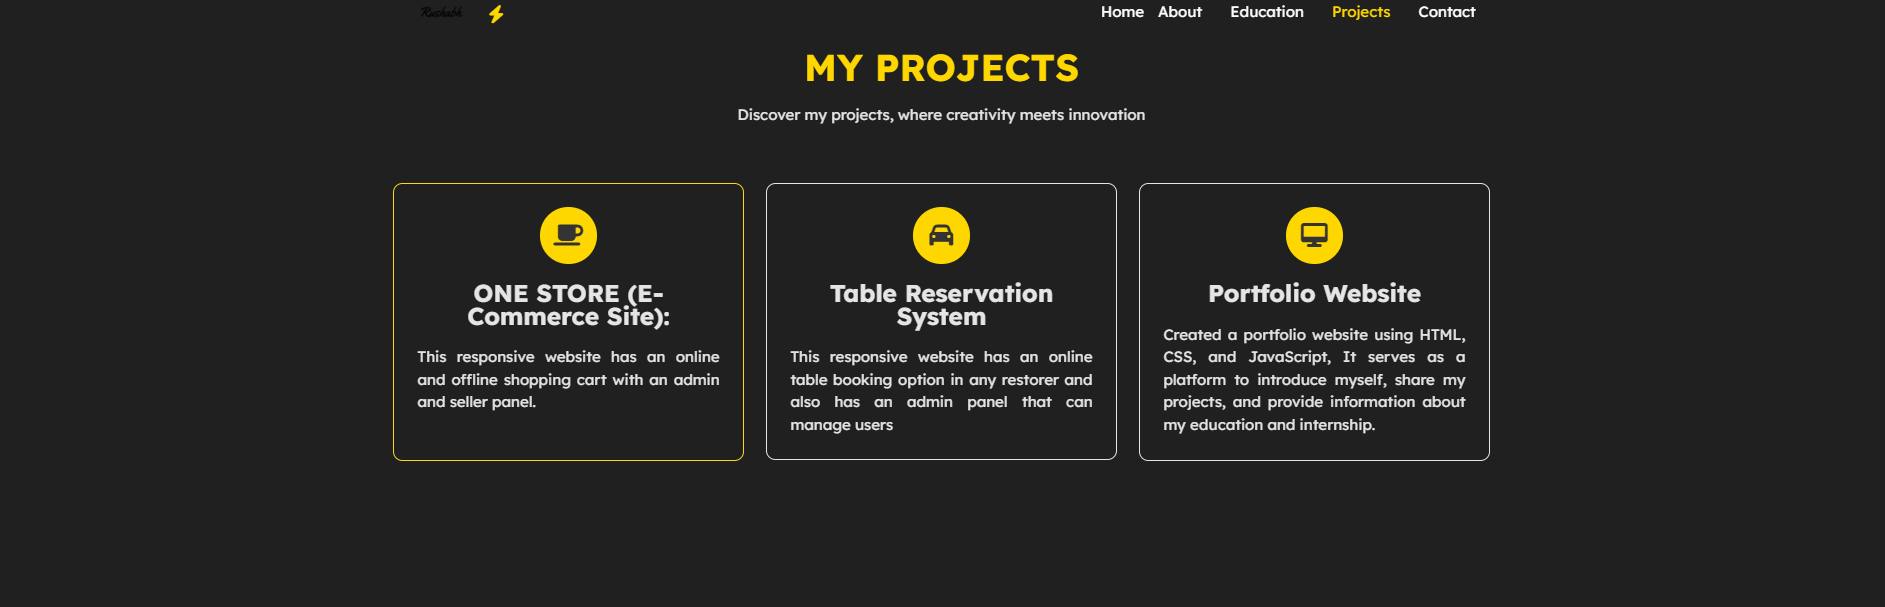 Rushabh
Home About Education Projects Contact
MY PROJECTS
Discover my projects, where creativity meets innovation
ONE STORE (E-
Commerce Site):
This responsive website has an online
and offline shopping cart with an admin
and seller panel.
Table Reservation
System
This responsive website has an online
table booking option in any restorer and
also has an admin panel that can
manage users
Portfolio Website
Created a portfolio website using HTML,
CSS, and JavaScript, It serves as a
platform to introduce myself, share my
projects, and provide information about
my education and internship.